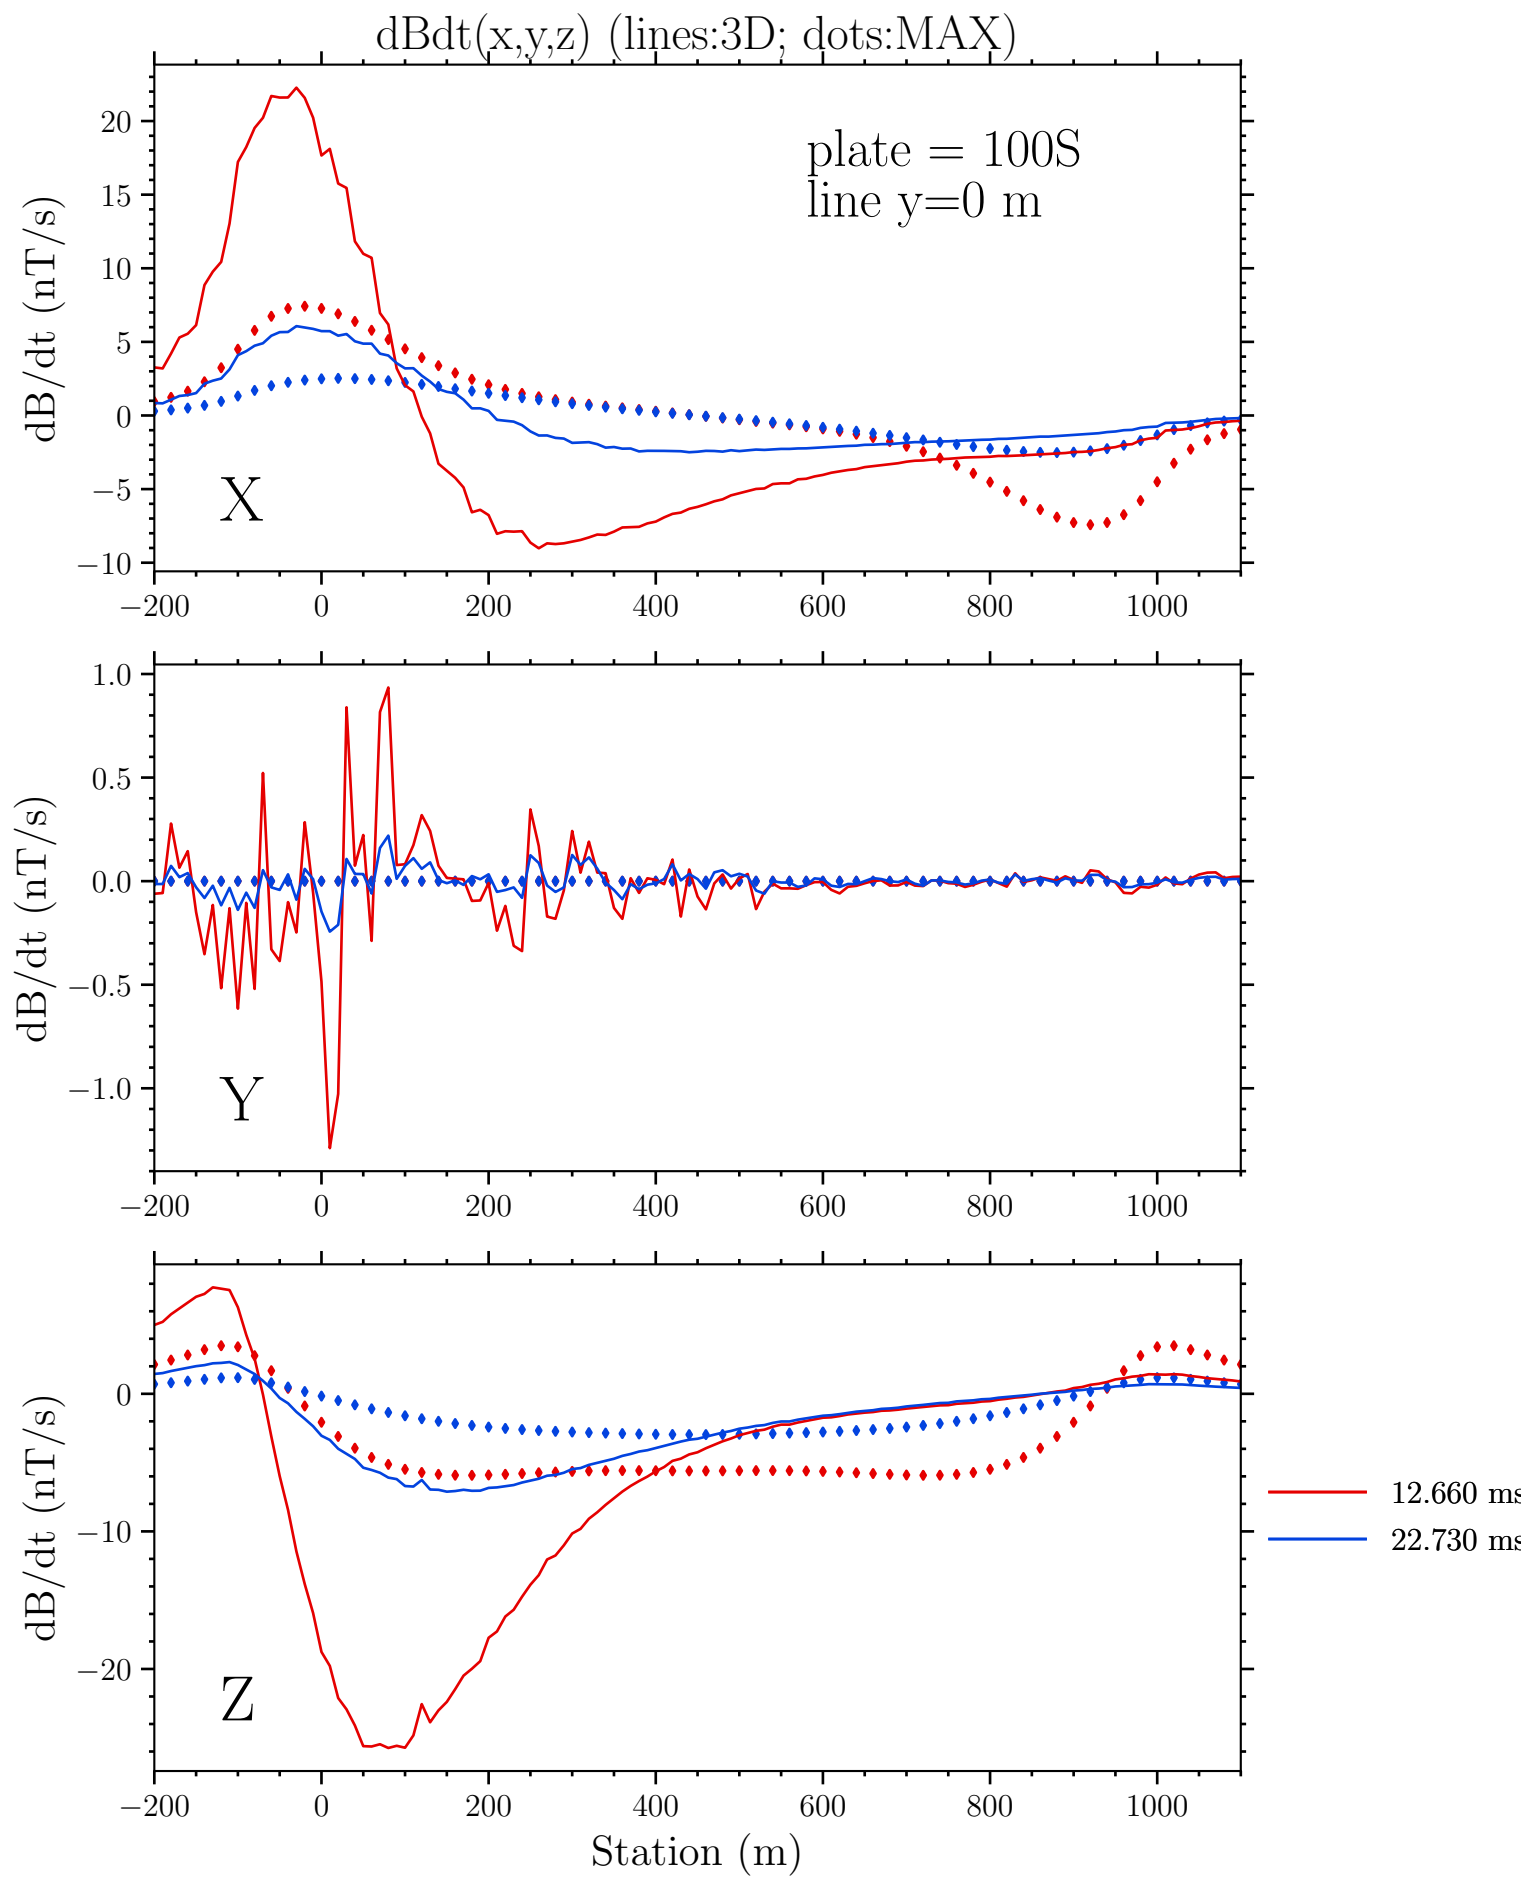 dBdt(x,y,z) (lines:3D; dots:MAX)
plate = 100S
line y=0 m
dB/dt (nT/s)
20
15
10
5
0
−5
−10
X
−200 0 200 400 600 800 1000
dB/dt (nT/s)
1.0
0.5
0.0
−0.5
−1.0
Y
−200 0 200 400 600 800 1000
dB/dt (nT/s)
0
−10
−20
Z
12.660 ms
22.730 ms
−200 0 200 400 600 800 1000
Station (m)